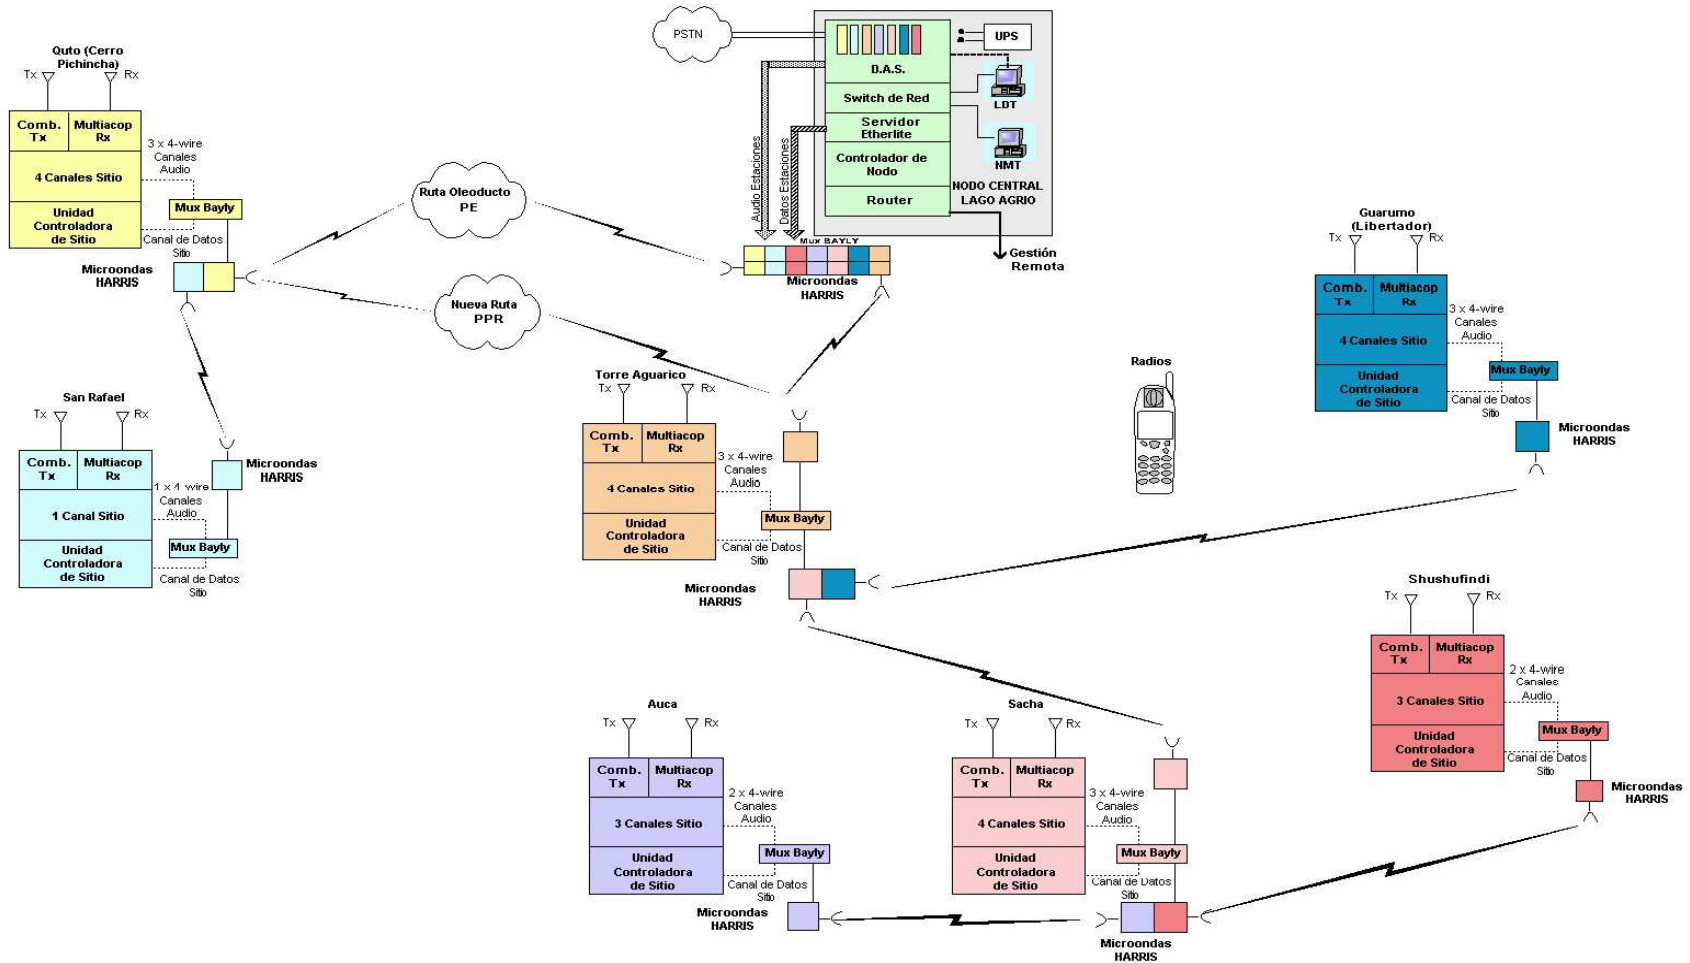 PSTN
D.A.S.
Switch de Red
Servidor
Etherlite
Controlador de
Nodo
Router
UPS
LDT
NMT
NODO CENTRAL
LAGO AGRIO
Audio Estaciones
Datos Estaciones
Gestión
Remota
Mux BAYLY
Microondas
HARRIS
Quto (Cerro
Pichincha)
Tx
Rx
Comb.
Tx
Multiacop
Rx
4 Canales Sitio
Unidad
Controladora
de Sitio
3 x 4-wire
Canales
Audio
Mux Bayly
Canal de Datos
Sitio
Microondas
HARRIS
Ruta Oleoducto
PE
Nueva Ruta
PPR
San Rafael
Tx
Rx
Comb.
Tx
Multiacop
Rx
1 Canal Sitio
Unidad
Controladora
de Sitio
1 x 4-wire
Canales
Audio
Mux Bayly
Canal de Datos
Sitio
Microondas
HARRIS
Torre Aguarico
Tx
Rx
Comb.
Tx
Multiacop
Rx
4 Canales Sitio
Unidad
Controladora
de Sitio
3 x 4-wire
Canales
Audio
Mux Bayly
Canal de Datos
Sitio
Microondas
HARRIS
Radios
Guarumo
(Libertador)
Tx
Rx
Comb.
Tx
Multiacop
Rx
4 Canales Sitio
Unidad
Controladora
de Sitio
3 x 4-wire
Canales
Audio
Mux Bayly
Canal de Datos
Sitio
Microondas
HARRIS
Shushufindi
Tx
Rx
Comb.
Tx
Multiacop
Rx
3 Canales Sitio
Unidad
Controladora
de Sitio
2 x 4-wire
Canales
Audio
Mux Bayly
Canal de Datos
Sitio
Microondas
HARRIS
Auca
Tx
Rx
Comb.
Tx
Multiacop
Rx
3 Canales Sitio
Unidad
Controladora
de Sitio
2 x 4-wire
Canales
Audio
Mux Bayly
Canal de Datos
Sitio
Microondas
HARRIS
Sacha
Tx
Rx
Comb.
Tx
Multiacop
Rx
4 Canales Sitio
Unidad
Controladora
de Sitio
3 x 4-wire
Canales
Audio
Mux Bayly
Canal de Datos
Sitio
Microondas
HARRIS